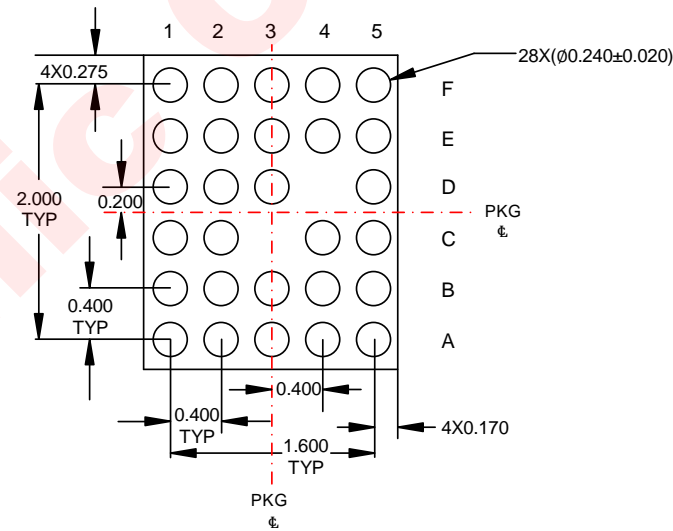 1 2 3 4 5
28X(Ø0.240±0.020)
4X0.275
F
E
D
2.000
TYP
0.200
PKG
℄
C
B
0.400
TYP
A
0.400
0.400
TYP
4X0.170
1.600
TYP
PKG
℄